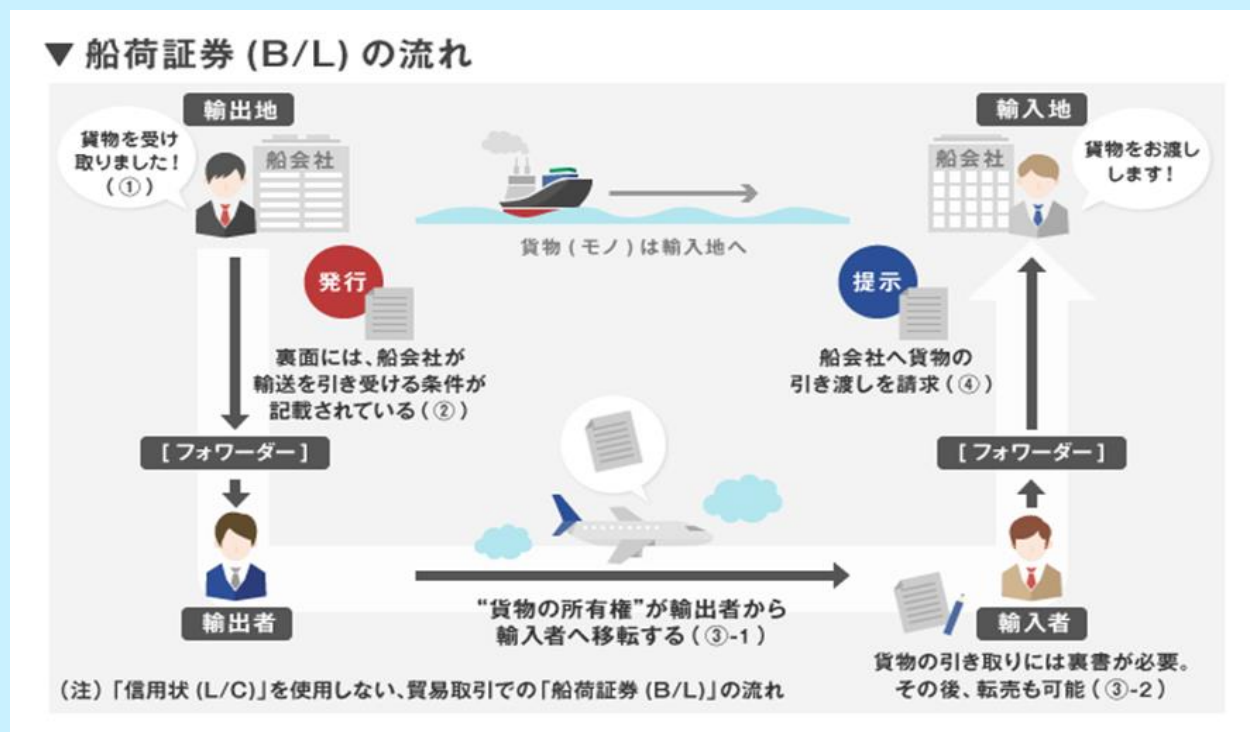 ▼ 船荷証券 (B/L) の流れ
輸出地
輸入地
貨物を受け
取りました!
(①)
船会社
船会社
貨物をお渡し
します!
貨物 (モノ) は輸入地へ
発行
提示
裏面には、船会社が
輸送を引き受ける条件が
記載されている (②)
船会社へ貨物の
引き渡しを請求 (④)
[フォワーダー]
[フォワーダー]
輸出者
“貨物の所有権”が輸出者から
輸入者へ移転する (③-1)
輸入者
貨物の引き取りには裏書が必要。
その後、転売も可能 (③-2)
(注)「信用状 (L/C)」を使用しない、貿易取引での「船荷証券 (B/L)」の流れ